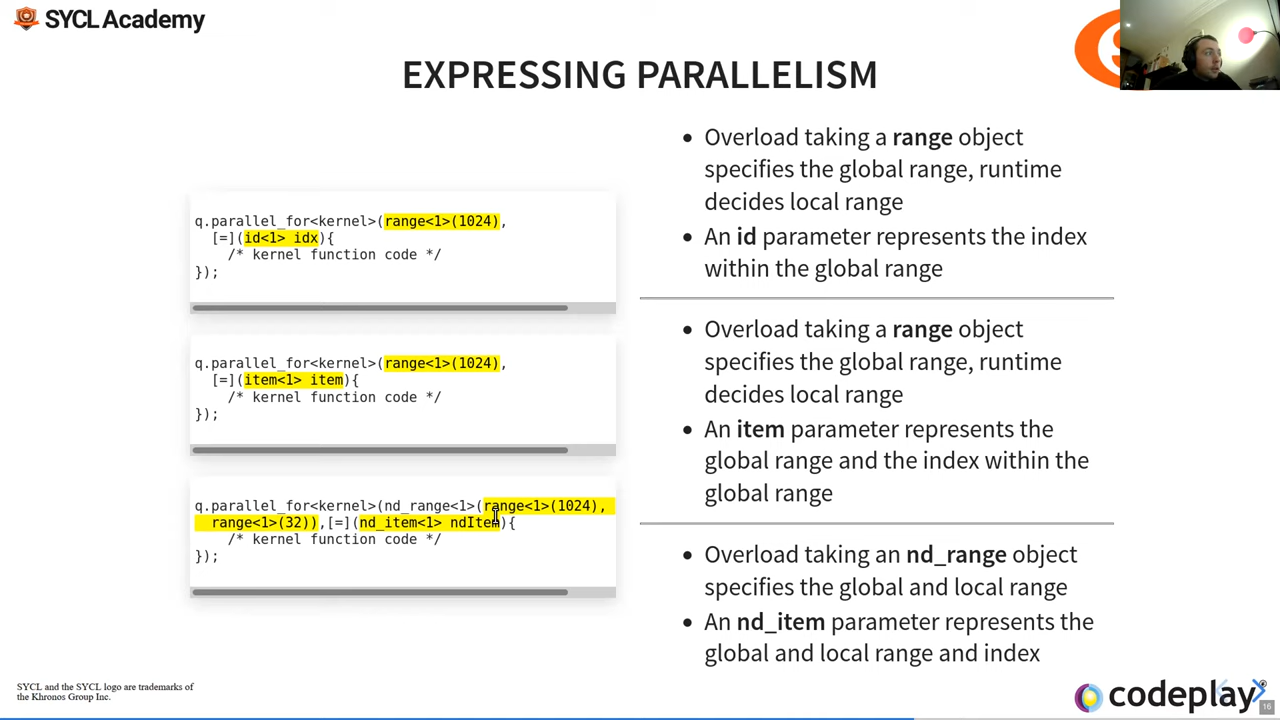 SYCL Academy
EXPRESSING PARALLELISM
q.parallel_for<kernel>(range<1>(1024),
[=](id<1> idx){
/* kernel function code */
});
q.parallel_for<kernel>(range<1>(1024),
[=](item<1> item){
/* kernel function code */
});
q.parallel_for<kernel>(nd_range<1>(range<1>(1024),
range<1>(32)),[=](nd_item<1> ndItem){
/* kernel function code */
});
• Overload taking a range object
specifies the global range, runtime
decides local range
• An id parameter represents the index
within the global range
• Overload taking a range object
specifies the global range, runtime
decides local range
• An item parameter represents the
global range and the index within the
global range
• Overload taking an nd_range object
specifies the global and local range
• An nd_item parameter represents the
global and local range and index
SYCL and the SYCL logo are trademarks of
the Khronos Group Inc.
codeplay
16